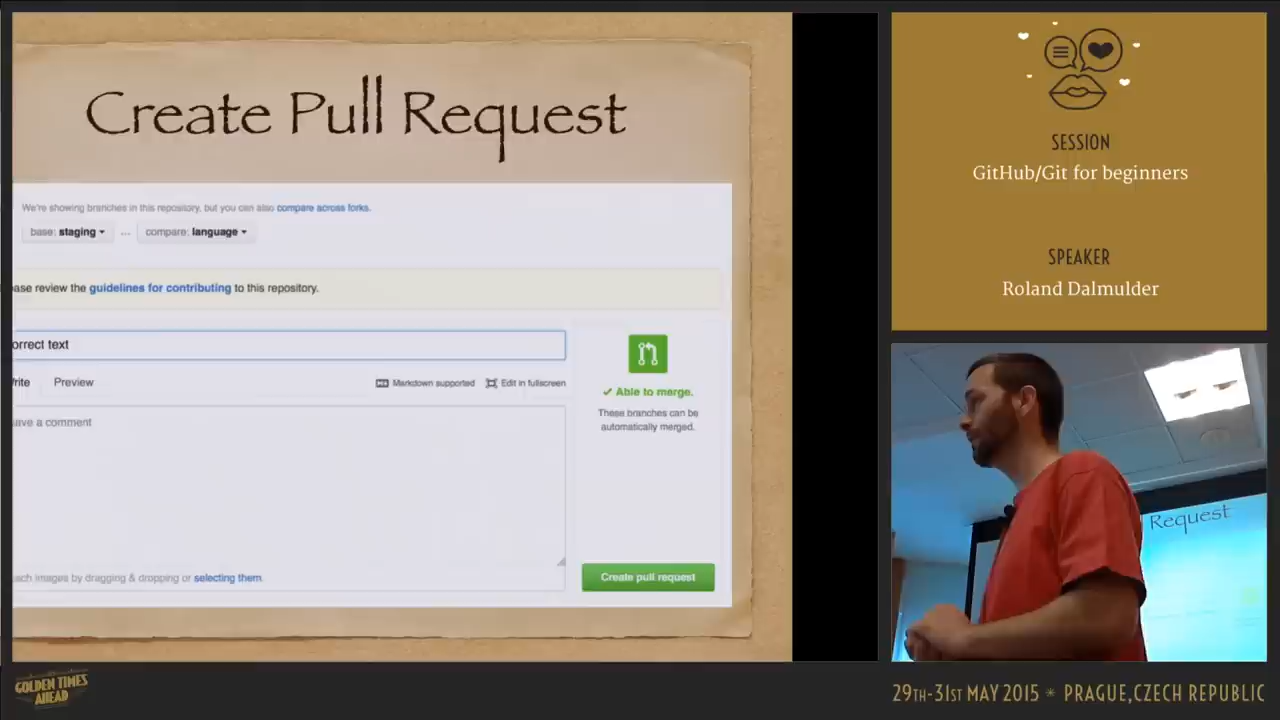 Create Pull Request
We're showing branches in this repository, but you can also compare across forks.
base: staging ... compare: language
ase review the guidelines for contributing to this repository.
orrect text
rite Preview Markdown supported Edit in fullscreen
ave a comment
Able to merge.
These branches can be
automatically merged.
ach images by dragging & dropping or selecting them.
Create pull request
SESSION
GitHub/Git for beginners
SPEAKER
Roland Dalmulder
Request
GOLDEN TIMES
AHEAD
29TH-31ST MAY 2015 * PRAGUE, CZECH REPUBLIC